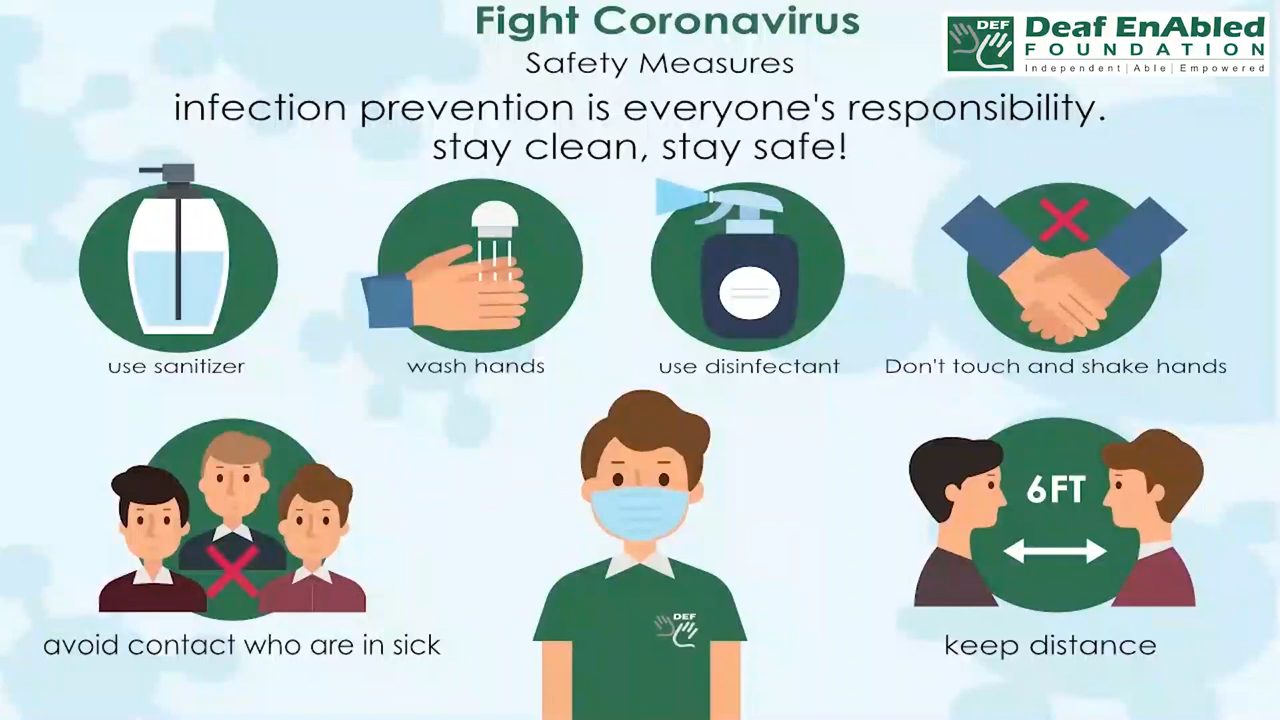 Fight Coronavirus
Safety Measures
DEF
Deaf EnAbled
FOUNDATION
Independent | Able | Empowered
infection prevention is everyone's responsibility.
stay clean, stay safe!
use sanitizer
wash hands
use disinfectant
Don't touch and shake hands
6FT
DEF
avoid contact who are in sick
keep distance